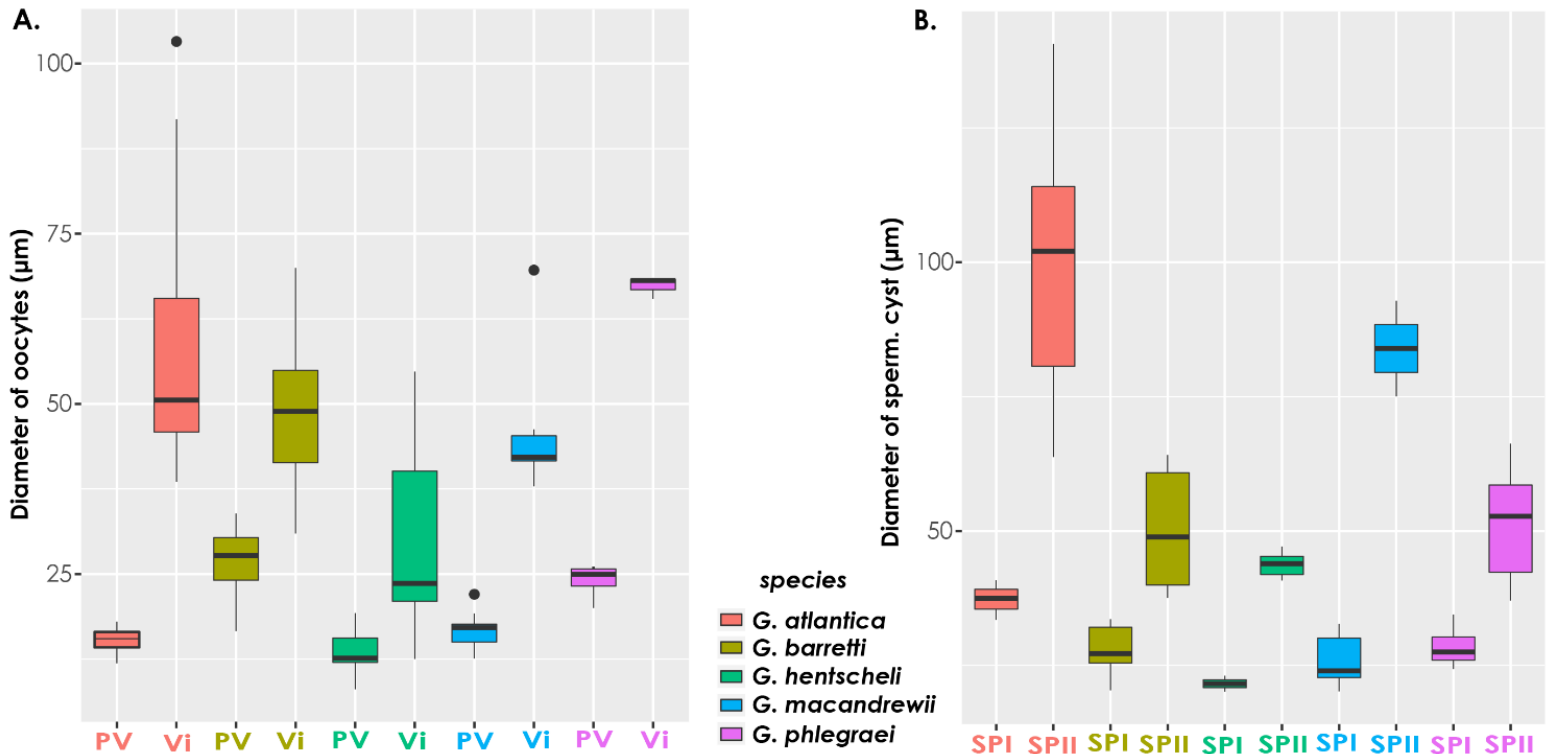 A.
Diameter of oocytes (μm)
100
75
50
25
PV Vi PV Vi PV Vi PV Vi PV Vi
species
G. atlantica
G. barretti
G. hentscheli
G. macandrewii
G. phlegraei
B.
Diameter of sperm. cyst (μm)
100
50
SPI SPII SPI SPII SPI SPII SPI SPII SPI SPII